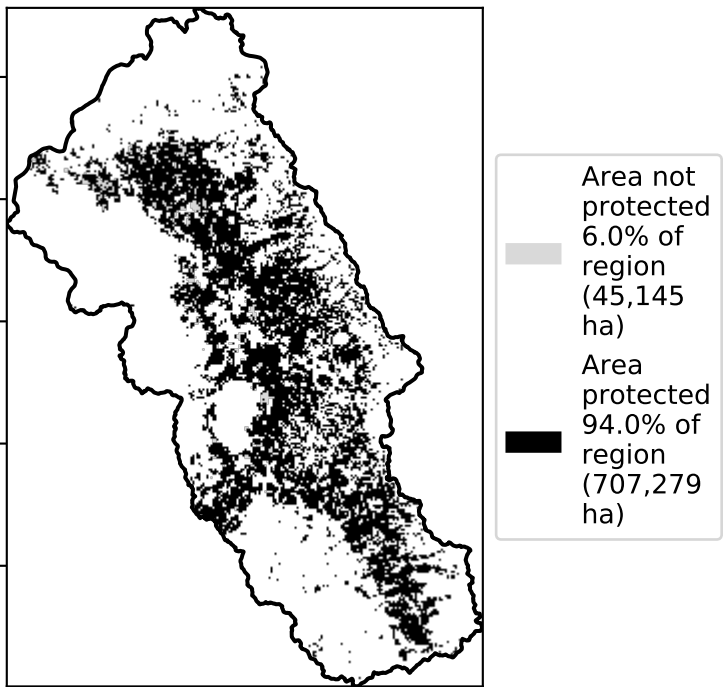 Area not
protected
6.0% of
region
(45,145
ha)
Area
protected
94.0% of
region
(707,279
ha)